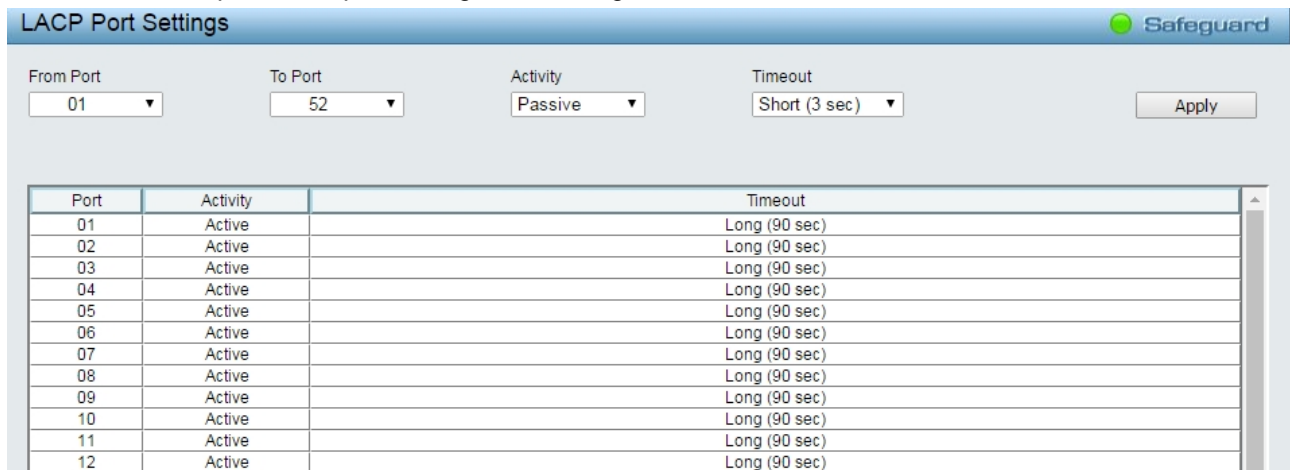 LACP Port Settings
Safeguard
From Port To Port Activity Timeout
01 52 Passive Short (3 sec) Apply
Port Activity Timeout
01 Active Long (90 sec)
02 Active Long (90 sec)
03 Active Long (90 sec)
04 Active Long (90 sec)
05 Active Long (90 sec)
06 Active Long (90 sec)
07 Active Long (90 sec)
08 Active Long (90 sec)
09 Active Long (90 sec)
10 Active Long (90 sec)
11 Active Long (90 sec)
12 Active Long (90 sec)